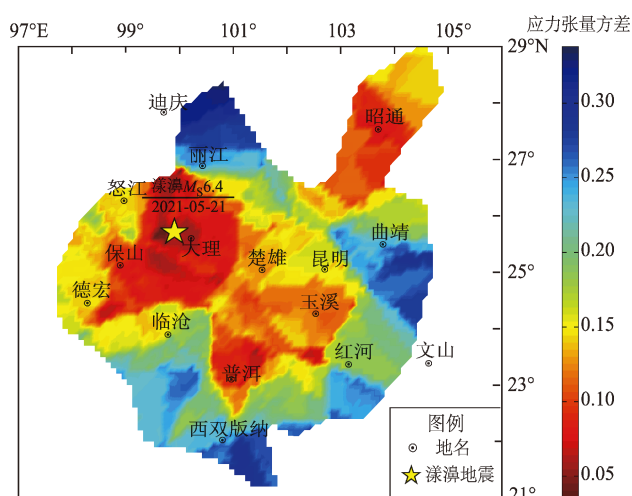 97°E 99° 101° 103° 105°
应力张量方差
29°N
27°
25°
23°
21°
0.30
0.25
0.20
0.15
0.10
0.05
迪庆
昭通
丽江
怒江
漾濞Ms6.4
2021-05-21
曲靖
保山
大理
楚雄
昆明
德宏
玉溪
临沧
红河
文山
普洱
西双版纳
图例
地名
漾濞地震